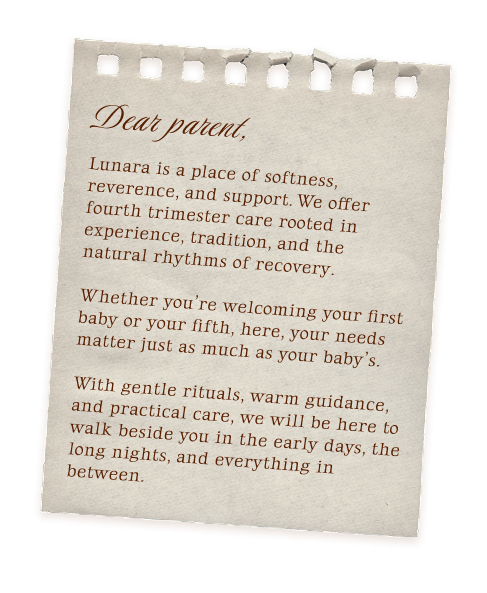 Dear parent,
Lunara is a place of softness,
reverence, and support. We offer
fourth trimester care rooted in
experience, tradition, and the
natural rhythms of recovery.
Whether you're welcoming your first
baby or your fifth, here, your needs
matter just as much as your baby's.
With gentle rituals, warm guidance,
and practical care, we will be here to
walk beside you in the early days, the
long nights, and everything in
between.